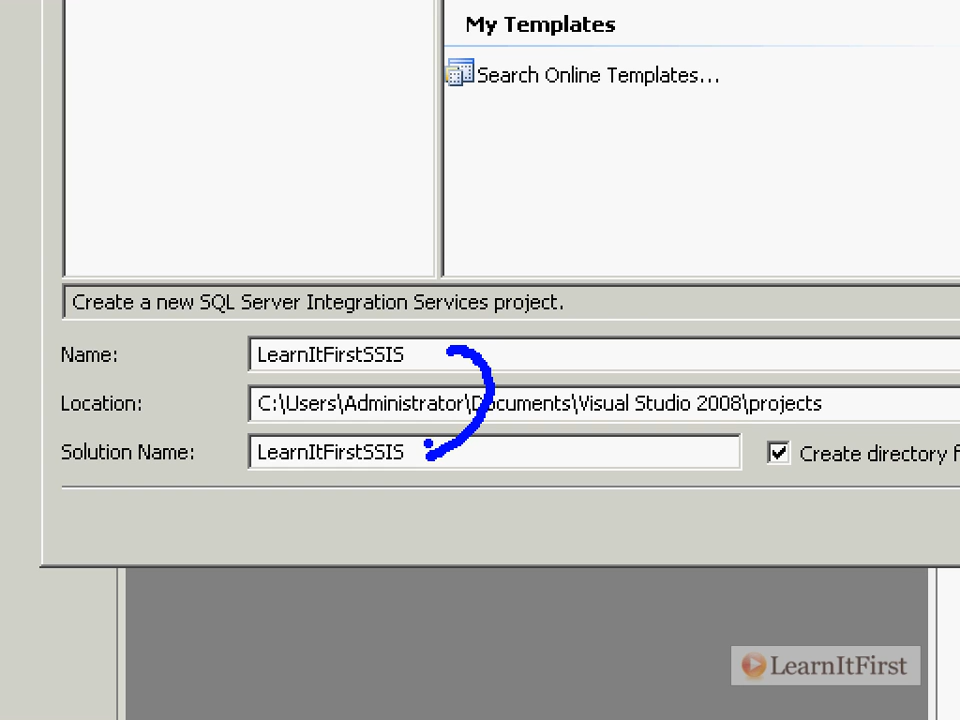 My Templates
Search Online Templates...
Create a new SQL Server Integration Services project.
Name: LearnItFirstSSIS
Location: C:\Users\Administrator\Documents\Visual Studio 2008\projects
Solution Name: LearnItFirstSSIS Create directory f
LearnItFirst